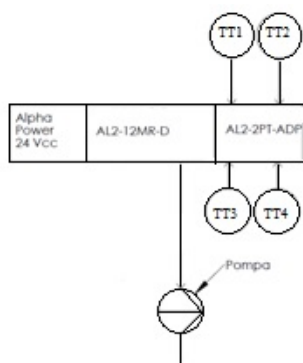 TT1 TT2
Alpha
Power
24 Vcc
AL2-12MR-D
AL2-2PT-ADP
TT3 TT4
Pompa